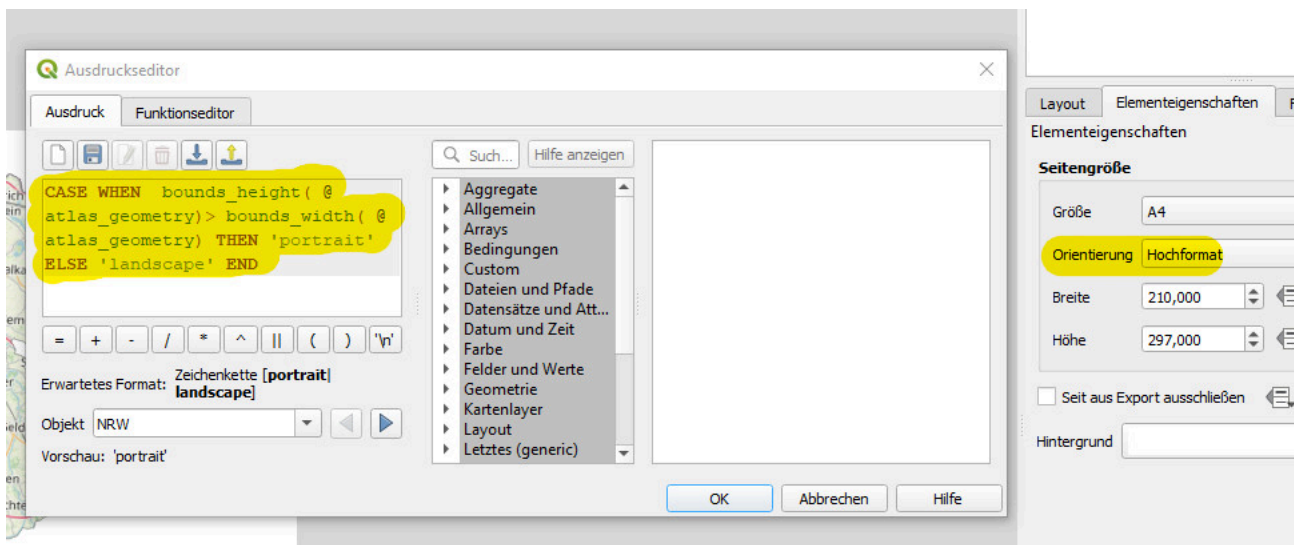 Ausdruckseditor
Ausdruck
Funktionseditor
CASE WHEN bounds_height( @
atlas_geometry)> bounds_width( @
atlas_geometry) THEN 'portrait'
ELSE 'landscape' END
= + - / * ^ || ( ) '\n'
Erwartetes Format: Zeichenkette [portrait|
landscape]
Objekt NRW
Vorschau: 'portrait'
Such...
Hilfe anzeigen
Aggregate
Allgemein
Arrays
Bedingungen
Custom
Dateien und Pfade
Datensätze und Att...
Datum und Zeit
Farbe
Felder und Werte
Geometrie
Kartenlayer
Layout
Letztes (generic)
OK
Abbrechen
Hilfe
Layout
Elementeigenschaften
Elementeigenschaften
Seitengröße
Größe A4
Orientierung Hochformat
Breite 210,000
Höhe 297,000
Seit aus Export ausschließen
Hintergrund